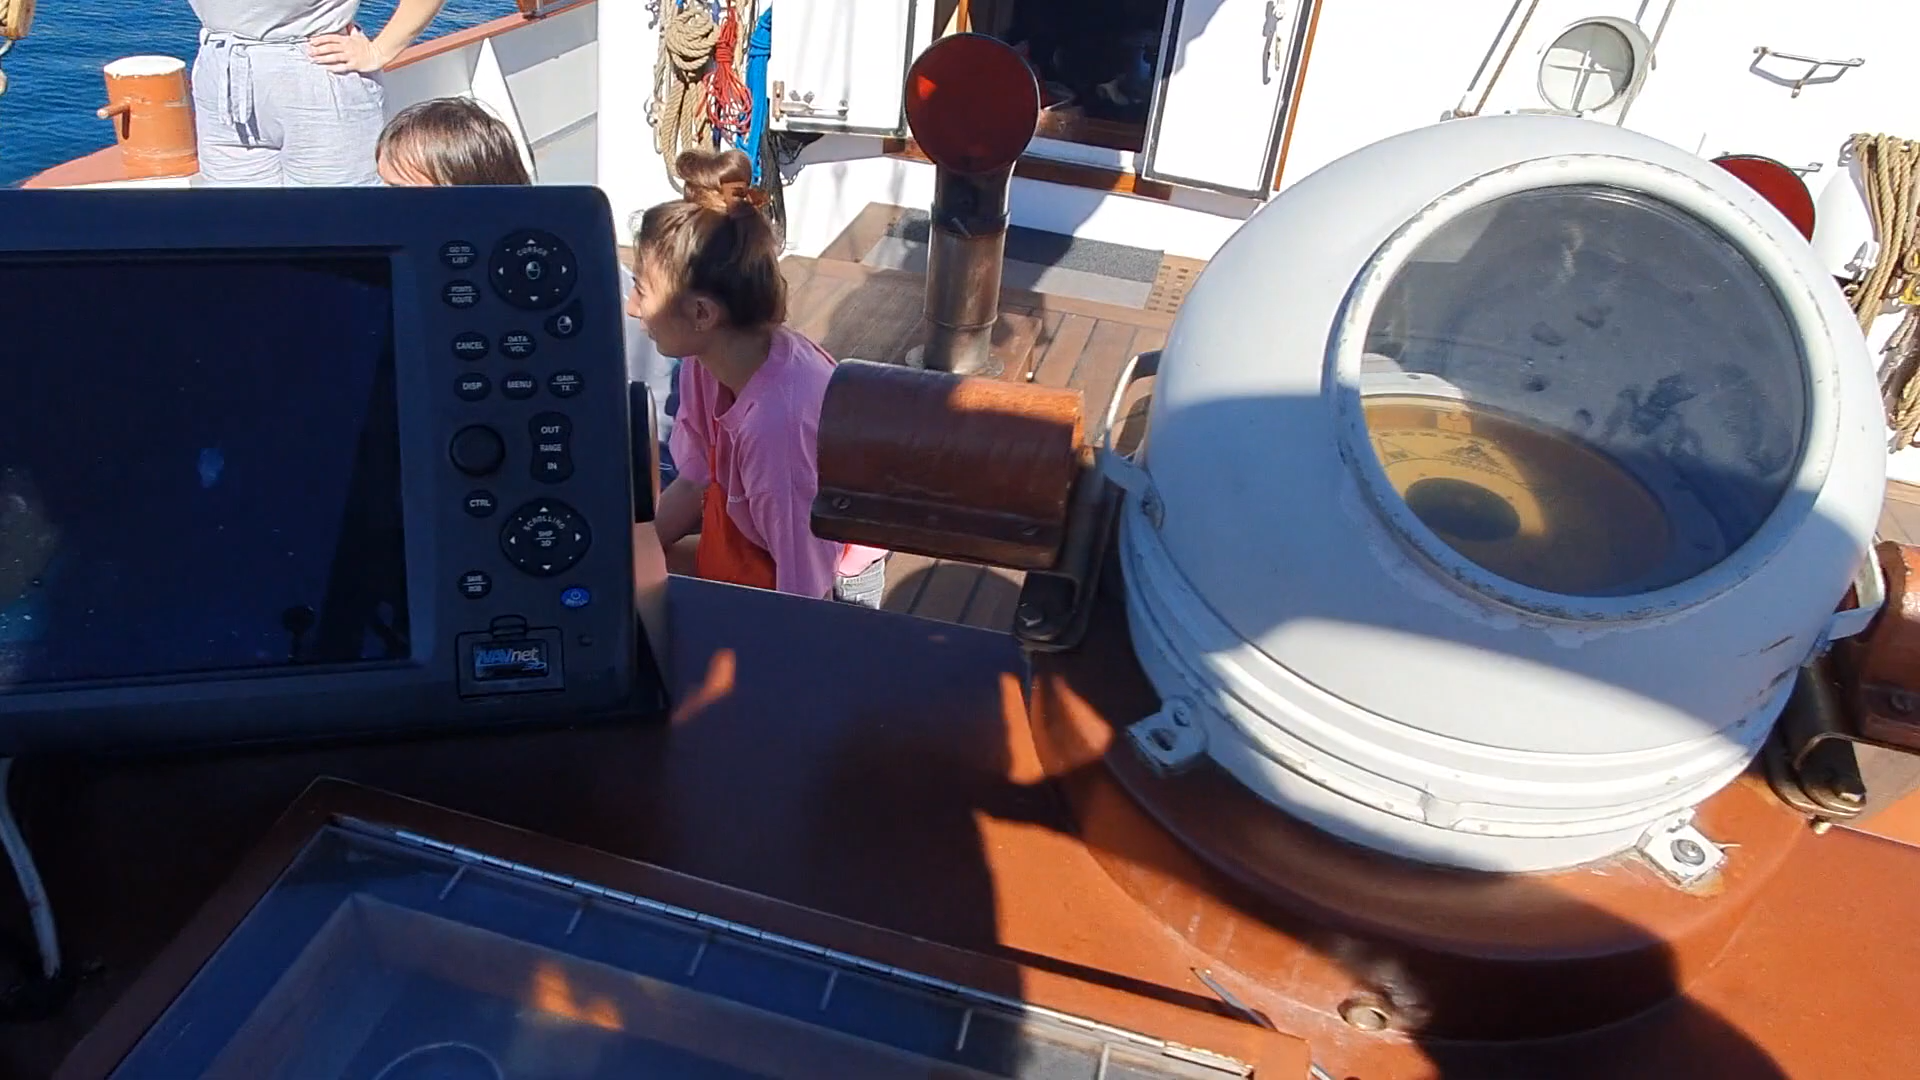 CURSOR
GO TO
LIST
POINTS
ROUTE
CANCEL
DATA
VOL
DISP
MENU
GAIN
TX
OUT
RANGE
IN
CTRL
SCROLLING
SHIP
3D
SAVE
MOB
NAVnet
3D